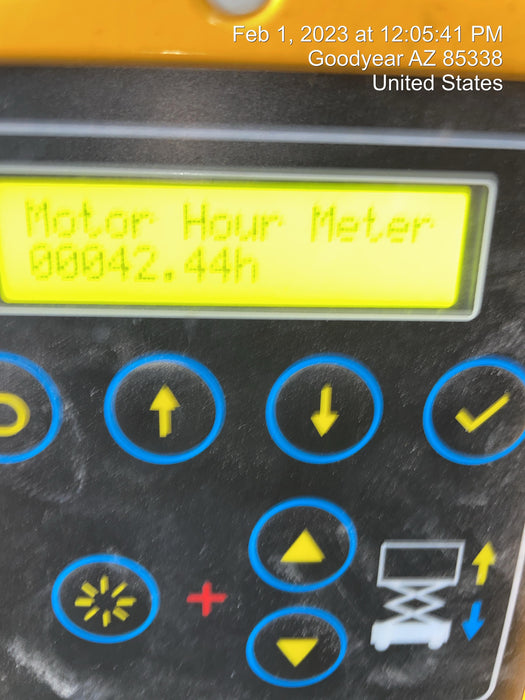 Feb 1, 2023 at 12:05:41 PM
Goodyear AZ 85338
United States
Motor Hour Meter
00042.44h